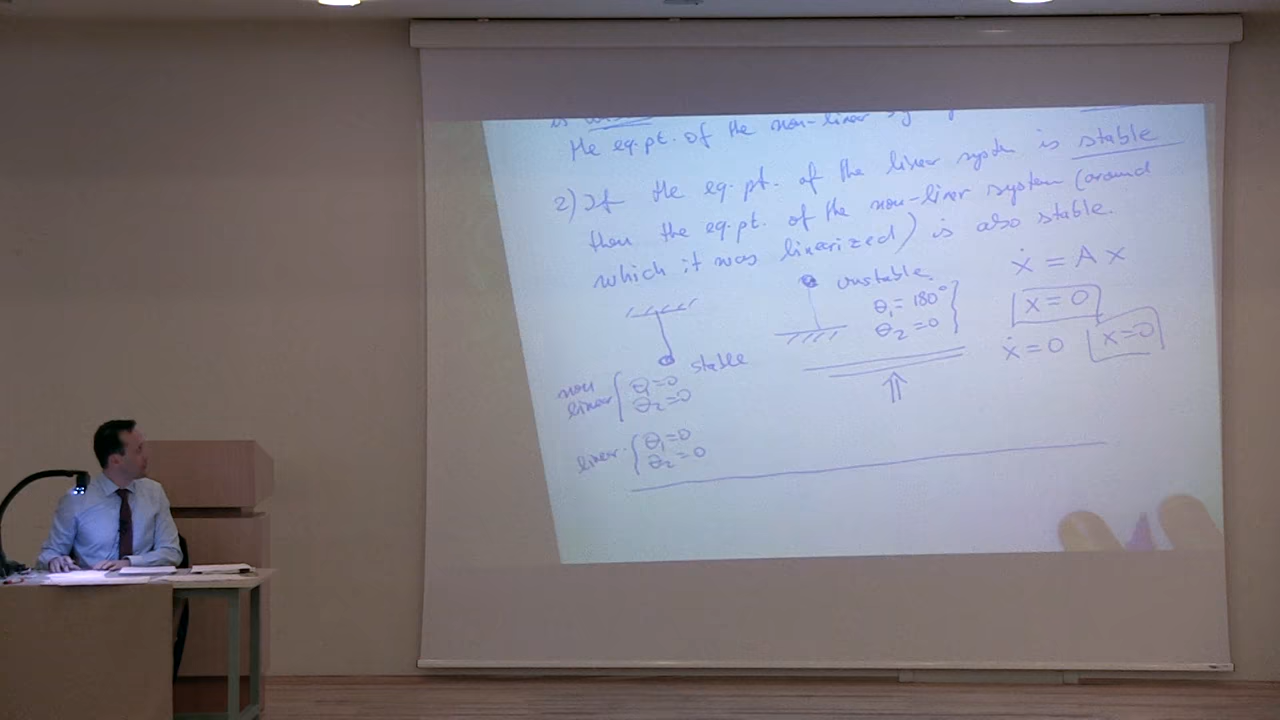 is
the eq. pt. of the non-linear
2) If the eq. pt. of the linear system is stable
then the eq. pt. of the non-linear system (around
which it was linearized) is also stable.
unstable.
θ₁ = 180°
θ₂ = 0
ẋ = A x
x = 0
ẋ = 0 x = 0
stable
non
linear { θ₁ = 0
θ₂ = 0
linear. { θ₁ = 0
θ₂ = 0